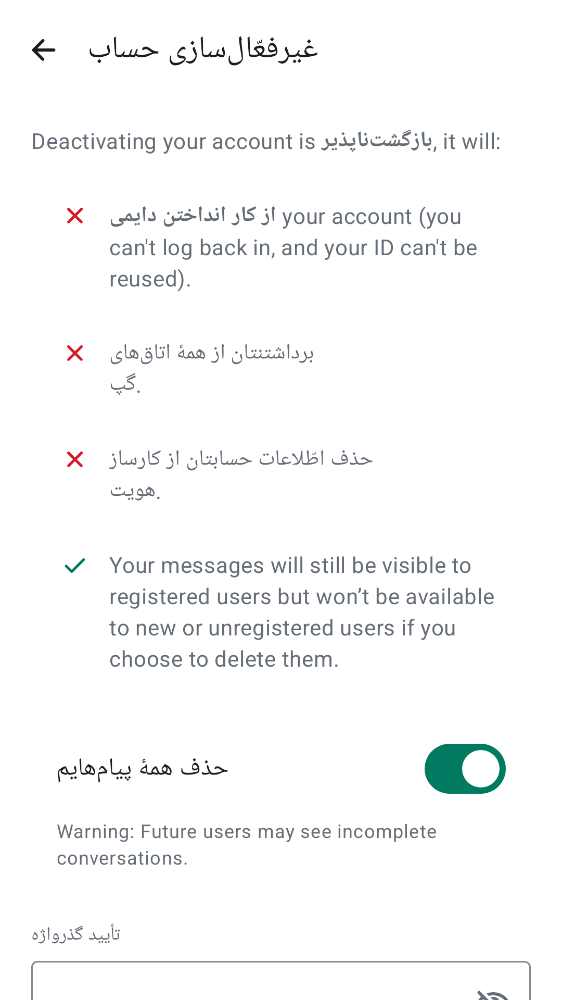 غیرفعّال‌سازی حساب
Deactivating your account is بازگشت‌ناپذیر, it will:
از کار انداختن دایمی your account (you
can't log back in, and your ID can't be
reused).
برداشتنتان از همهٔ اتاق‌های
گپ.
حذف اطّلاعات حسابتان از کارساز
هویت.
Your messages will still be visible to
registered users but won’t be available
to new or unregistered users if you
choose to delete them.
حذف همهٔ پیام‌هایم
Warning: Future users may see incomplete
conversations.
تأیید گذرواژه